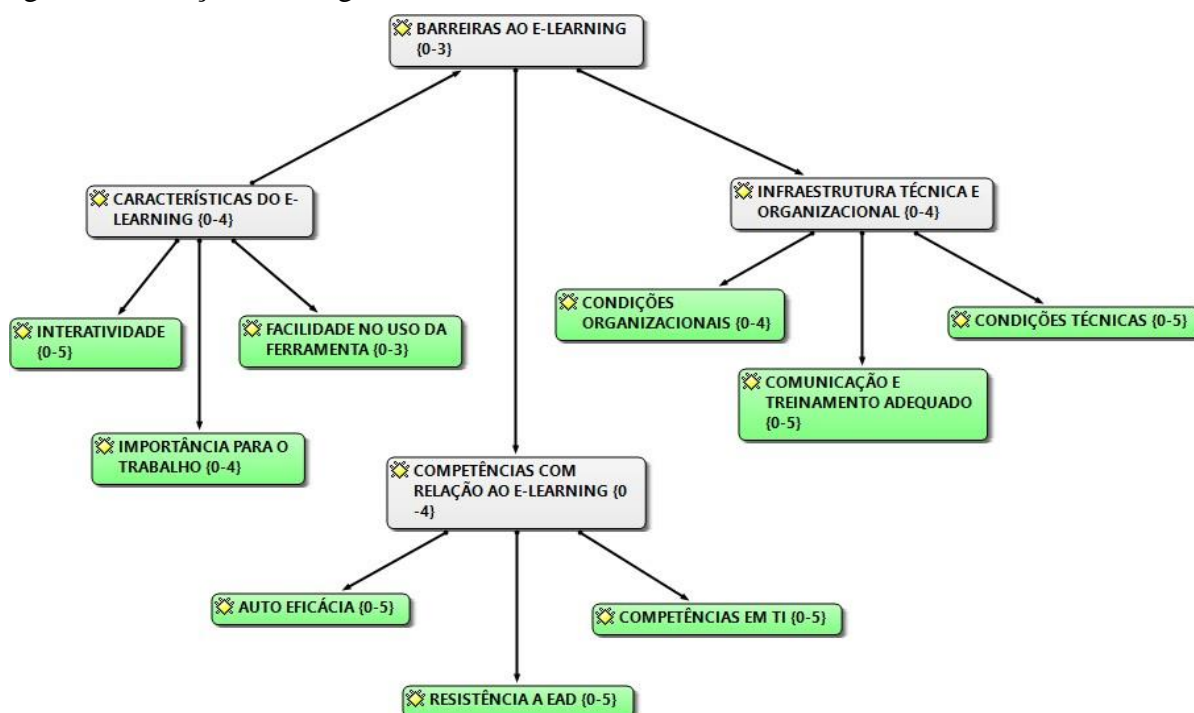 BARREIRAS AO E-LEARNING
{0-3}
CARACTERÍSTICAS DO E-
LEARNING {0-4}
INFRAESTRUTURA TÉCNICA E
ORGANIZACIONAL {0-4}
INTERATIVIDADE
{0-5}
FACILIDADE NO USO DA
FERRAMENTA {0-3}
CONDIÇÕES
ORGANIZACIONAIS {0-4}
CONDIÇÕES TÉCNICAS {0-5}
COMUNICAÇÃO E
TREINAMENTO ADEQUADO
{0-5}
IMPORTÂNCIA PARA O
TRABALHO {0-4}
COMPETÊNCIAS COM
RELAÇÃO AO E-LEARNING {0
-4}
AUTO EFICÁCIA {0-5}
COMPETÊNCIAS EM TI {0-5}
RESISTÊNCIA A EAD {0-5}